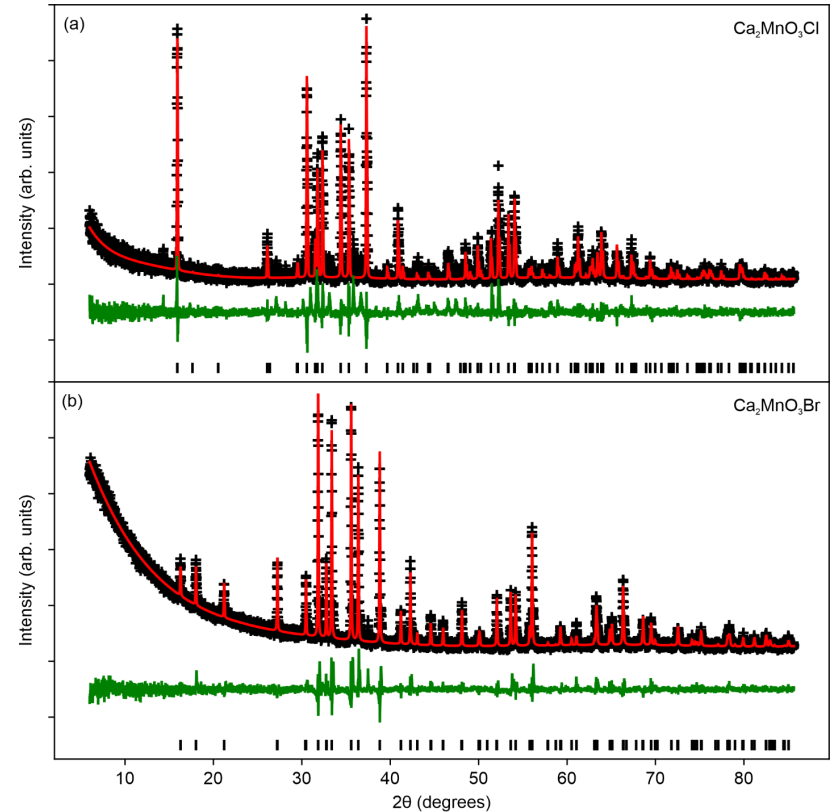 (a)
Ca₂MnO₃Cl
Intensity (arb. units)
(b)
Ca₂MnO₃Br
Intensity (arb. units)
10 20 30 40 50 60 70 80
2θ (degrees)